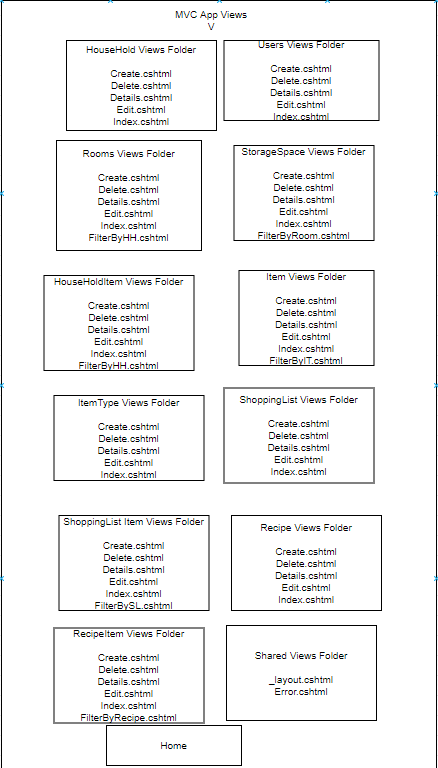 MVC App Views
V
HouseHold Views Folder
Create.cshtml
Delete.cshtml
Details.cshtml
Edit.cshtml
Index.cshtml
Users Views Folder
Create.cshtml
Delete.cshtml
Details.cshtml
Edit.cshtml
Index.cshtml
Rooms Views Folder
Create.cshtml
Delete.cshtml
Details.cshtml
Edit.cshtml
Index.cshtml
FilterByHH.cshtml
StorageSpace Views Folder
Create.cshtml
Delete.cshtml
Details.cshtml
Edit.cshtml
Index.cshtml
FilterByRoom.cshtml
HouseHoldItem Views Folder
Create.cshtml
Delete.cshtml
Details.cshtml
Edit.cshtml
Index.cshtml
FilterByHH.cshtml
Item Views Folder
Create.cshtml
Delete.cshtml
Details.cshtml
Edit.cshtml
Index.cshtml
FilterByIT.cshtml
ItemType Views Folder
Create.cshtml
Delete.cshtml
Details.cshtml
Edit.cshtml
Index.cshtml
ShoppingList Views Folder
Create.cshtml
Delete.cshtml
Details.cshtml
Edit.cshtml
Index.cshtml
ShoppingList Item Views Folder
Create.cshtml
Delete.cshtml
Details.cshtml
Edit.cshtml
Index.cshtml
FilterBySL.cshtml
Recipe Views Folder
Create.cshtml
Delete.cshtml
Details.cshtml
Edit.cshtml
Index.cshtml
RecipeItem Views Folder
Create.cshtml
Delete.cshtml
Details.cshtml
Edit.cshtml
Index.cshtml
FilterByRecipe.cshtml
Shared Views Folder
_layout.cshtml
Error.cshtml
Home